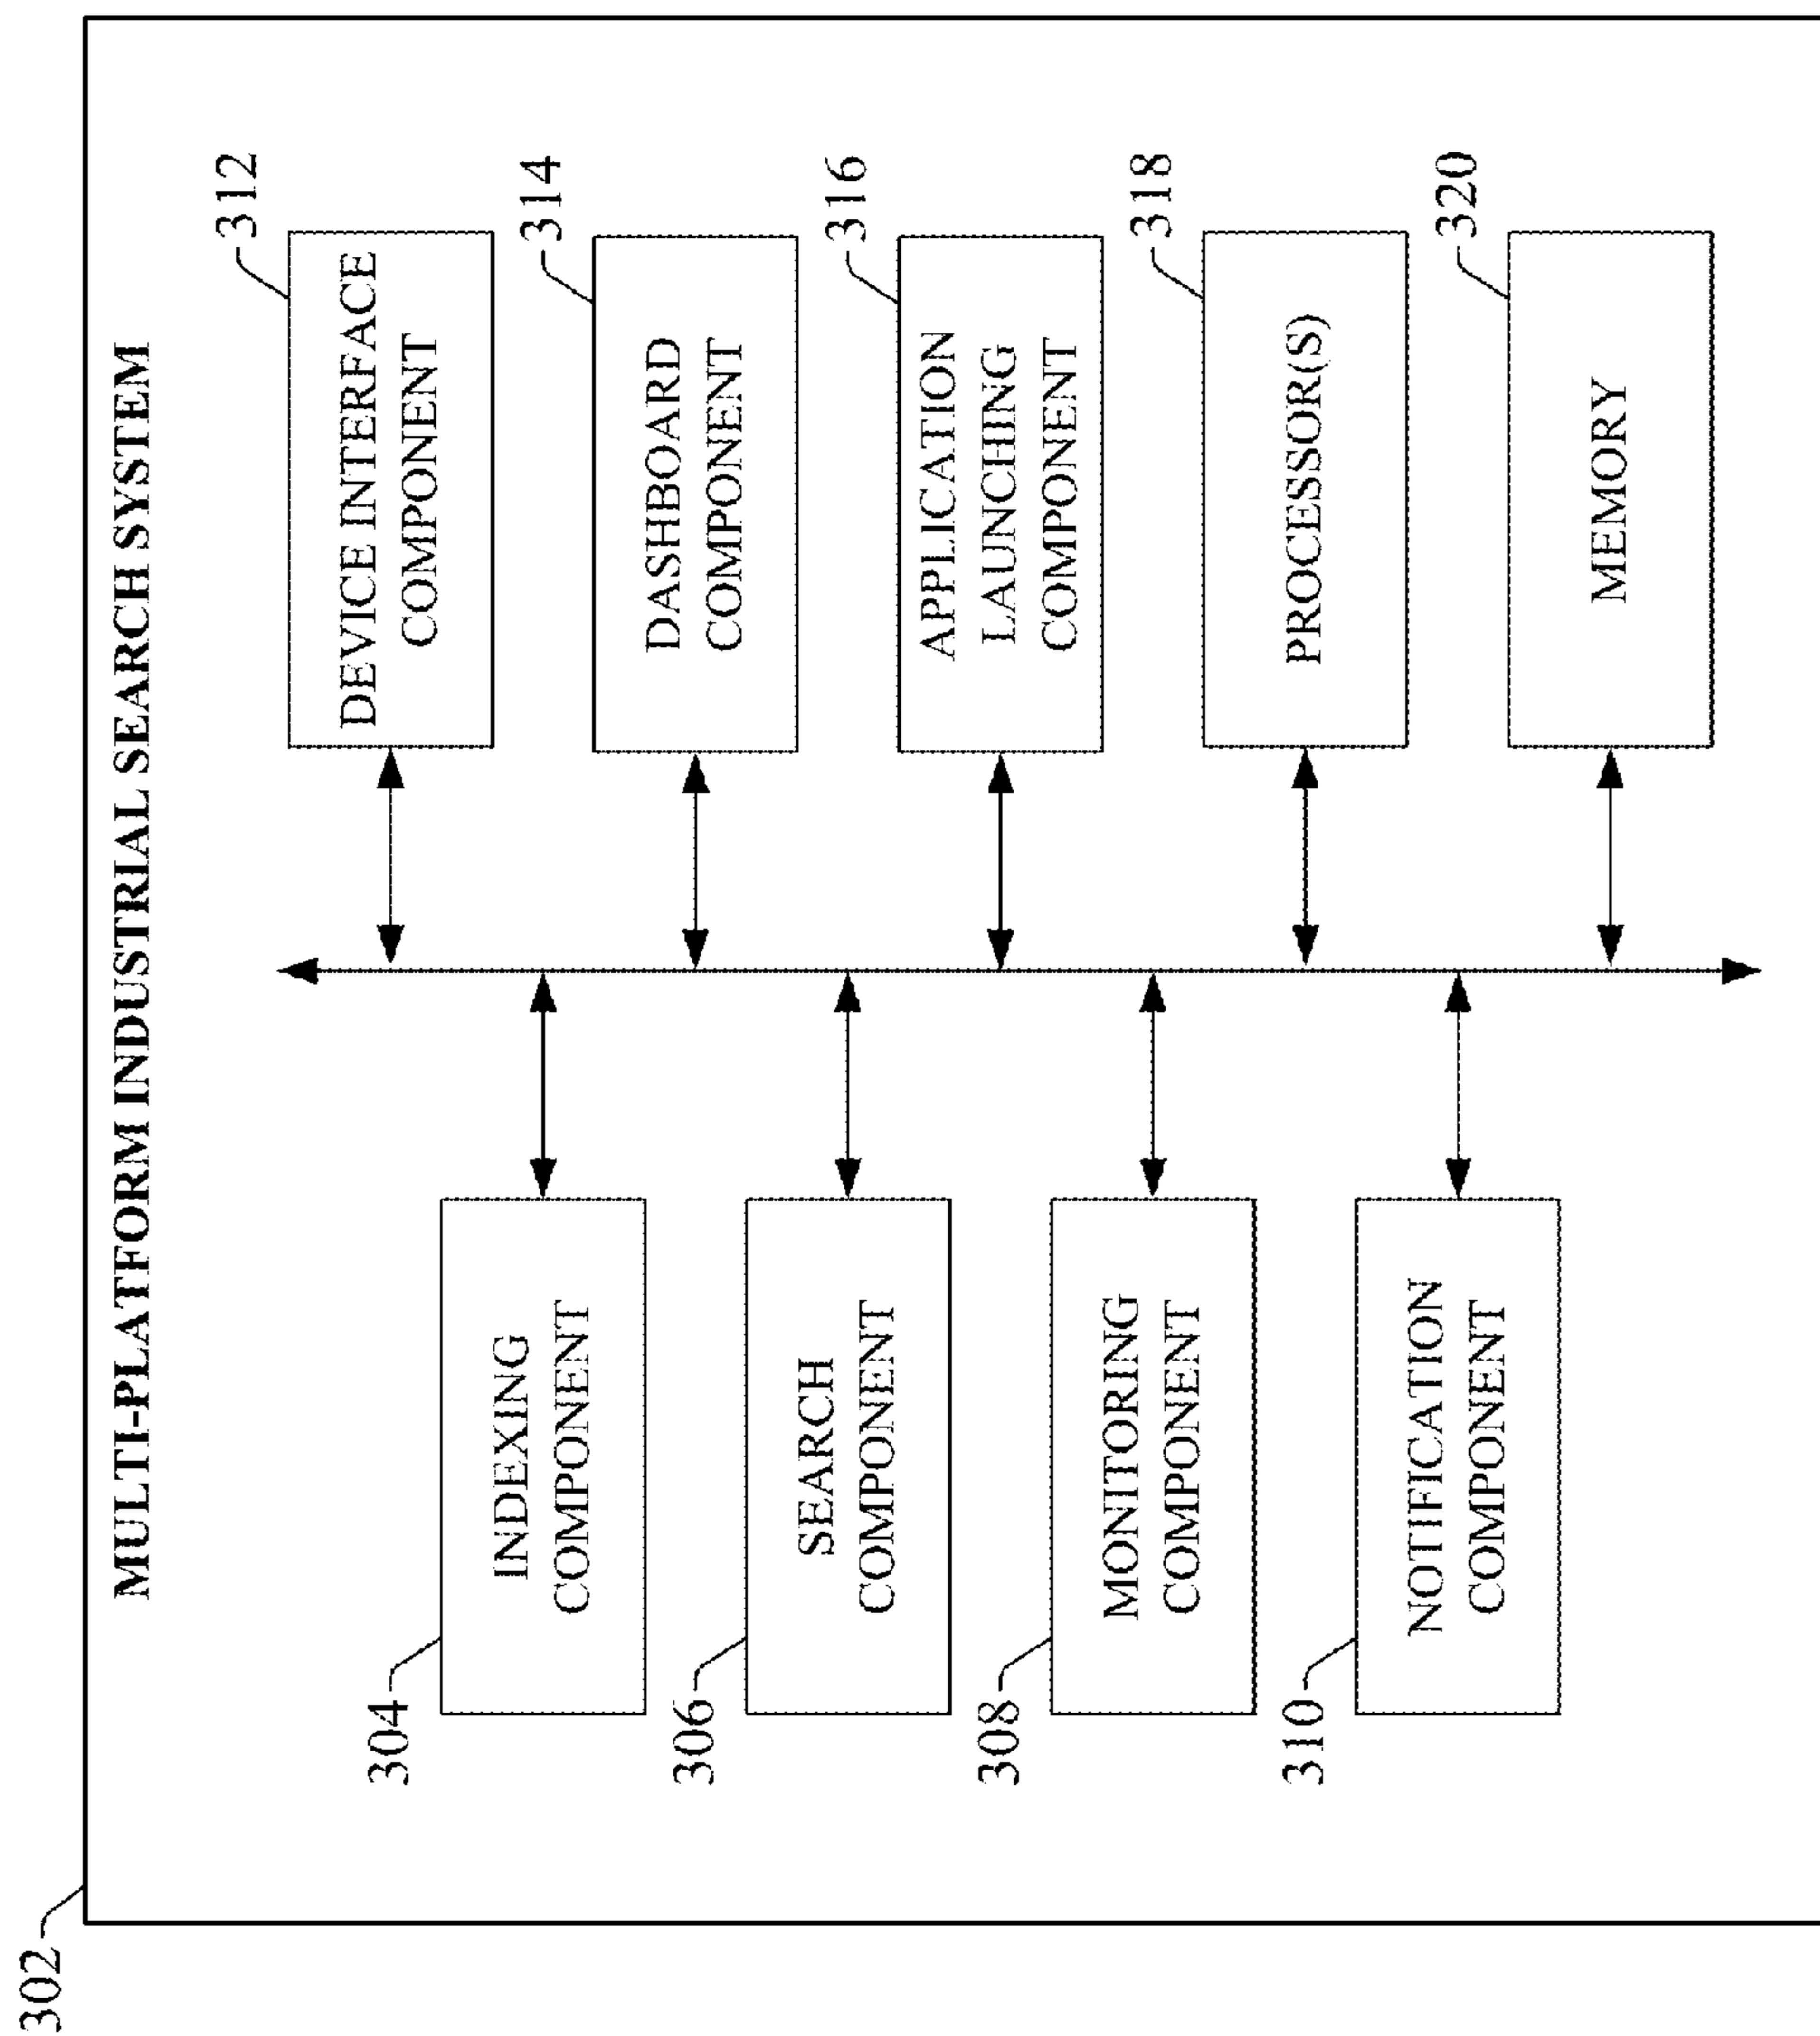 302
MULTI-PLATFORM INDUSTRIAL SEARCH SYSTEM
304
INDEXING
COMPONENT
306
SEARCH
COMPONENT
308
MONITORING
COMPONENT
310
NOTIFICATION
COMPONENT
312
DEVICE INTERFACE
COMPONENT
314
DASHBOARD
COMPONENT
316
APPLICATION
LAUNCHING
COMPONENT
318
PROCESSOR(S)
320
MEMORY